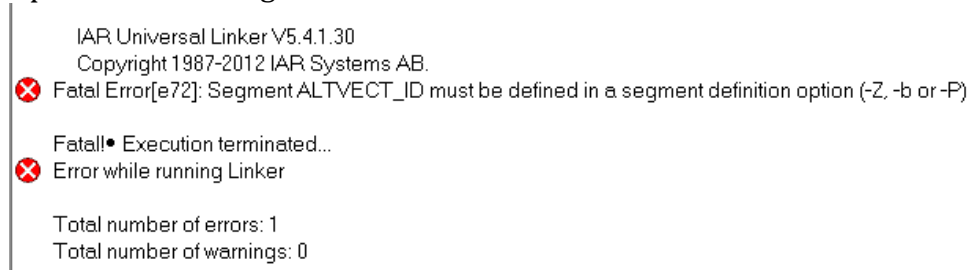 IAR Universal Linker V5.4.1.30
Copyright 1987-2012 IAR Systems AB.
Fatal Error[e72]: Segment ALTVECT_ID must be defined in a segment definition option (-Z, -b or -P)
Fatal!• Execution terminated...
Error while running Linker
Total number of errors: 1
Total number of warnings: 0